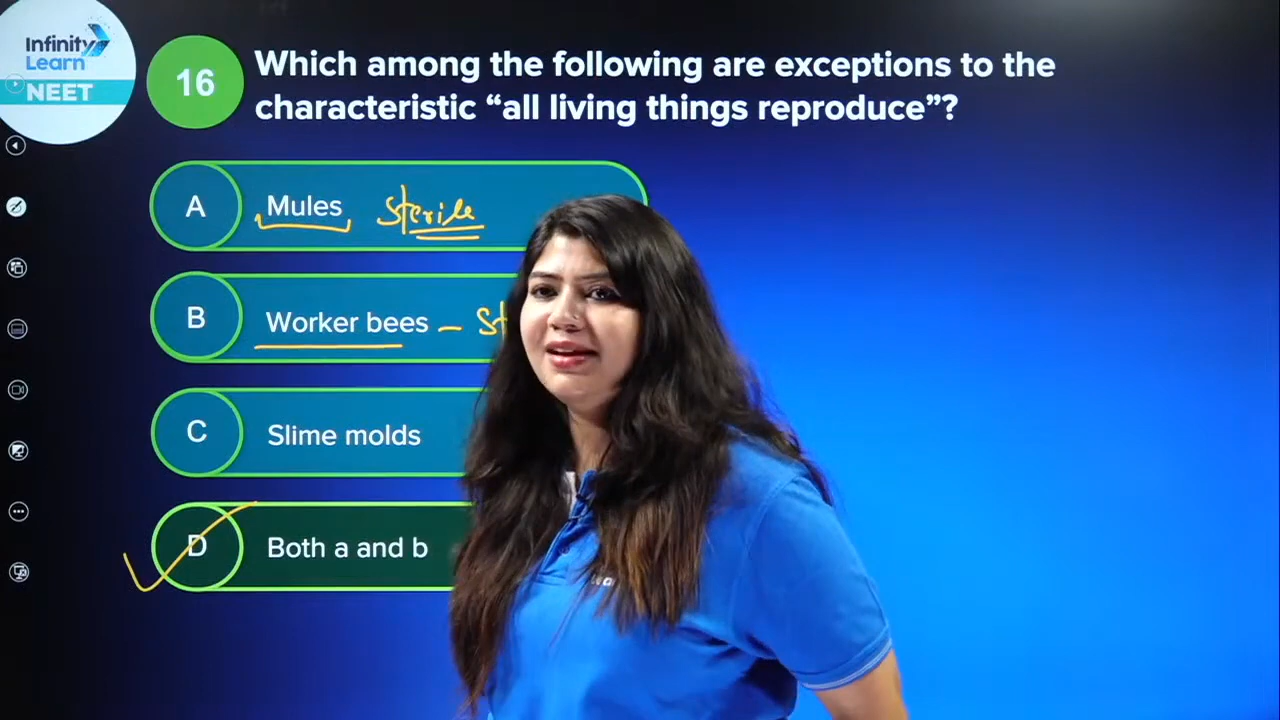 Infinity
Learn
NEET
16
Which among the following are exceptions to the
characteristic “all living things reproduce”?
A Mules Sterile
B Worker bees –
C Slime molds
D Both a and b